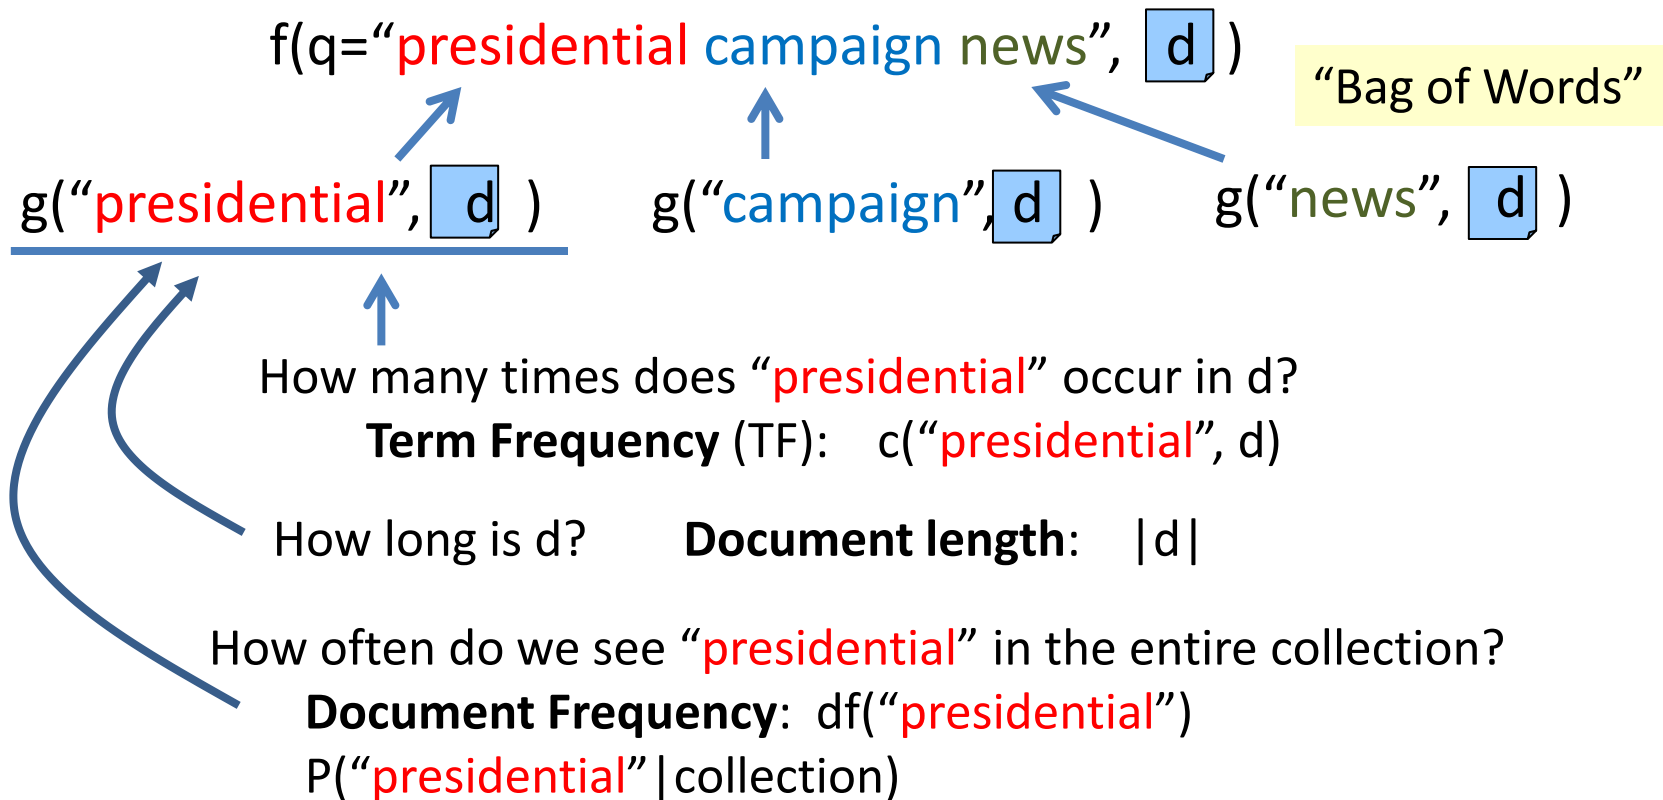 f(q=“presidential campaign news”, d )
“Bag of Words”
g(“presidential”, d ) g(“campaign”, d ) g(“news”, d )
How many times does “presidential” occur in d?
Term Frequency (TF): c(“presidential”, d)
How long is d? Document length: |d|
How often do we see “presidential” in the entire collection?
Document Frequency: df(“presidential”)
P(“presidential”|collection)